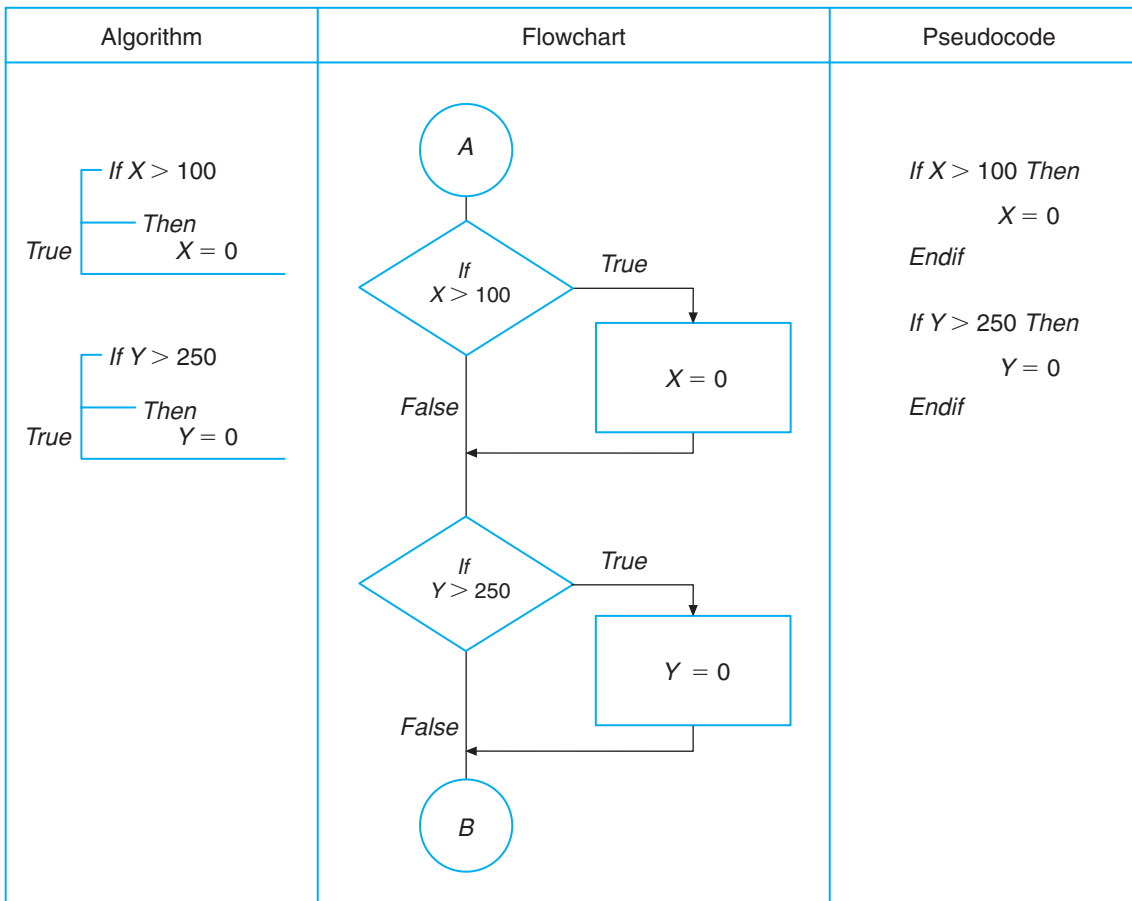 Algorithm
Flowchart
Pseudocode
If X > 100
Then
True
X = 0
If Y > 250
Then
True
Y = 0
A
If
X > 100
True
X = 0
False
If
Y > 250
True
Y = 0
False
B
If X > 100 Then
X = 0
Endif
If Y > 250 Then
Y = 0
Endif